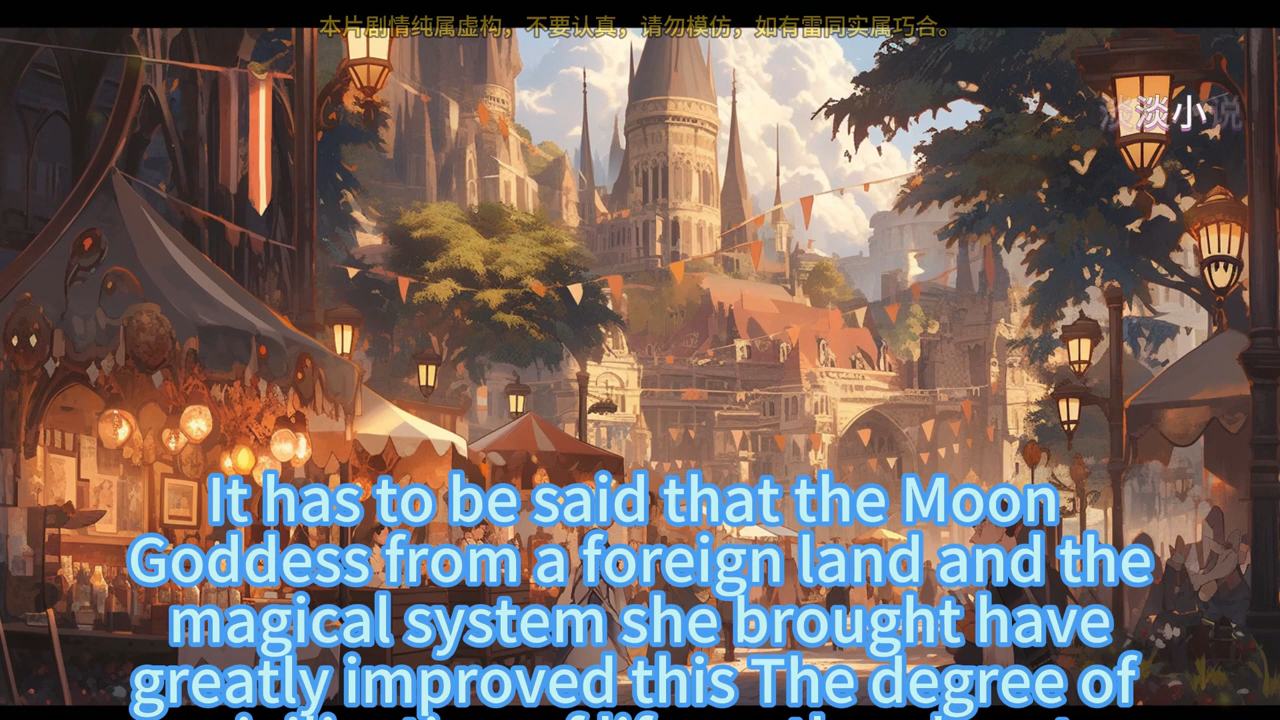 本片剧情纯属虚构，不要认真，请勿模仿，如有雷同实属巧合。
淡淡小说
It has to be said that the Moon
Goddess from a foreign land and the
magical system she brought have
greatly improved this The degree of